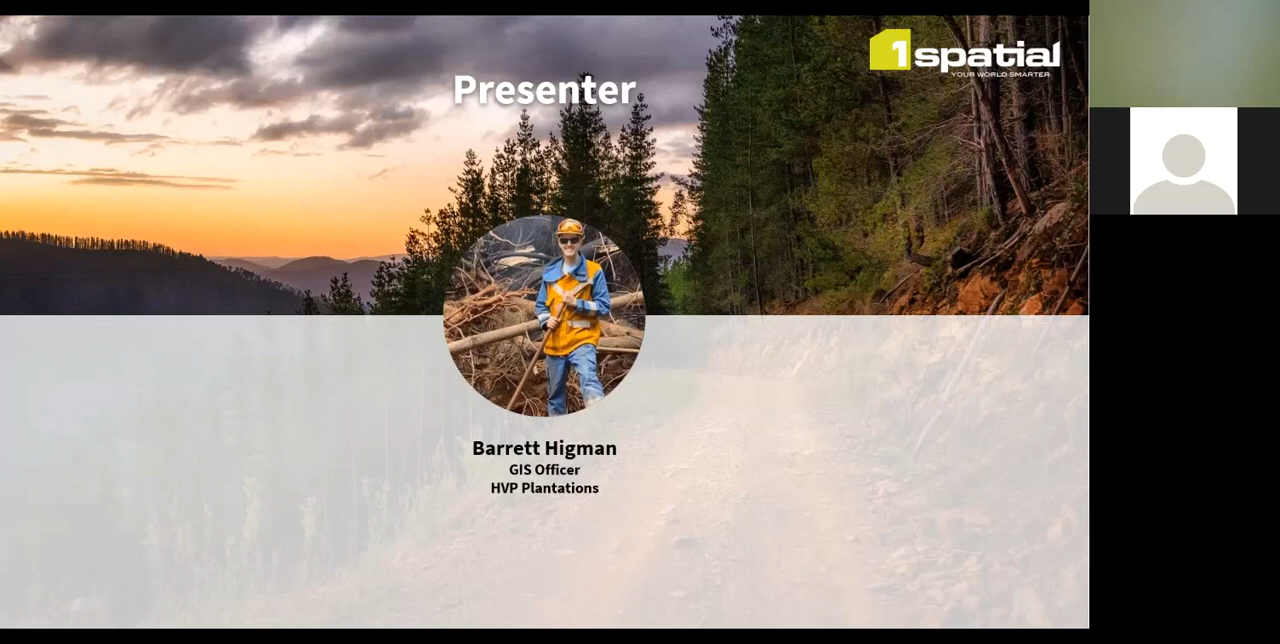 1spatial
YOUR WORLD SMARTER
Presenter
Barrett Higman
GIS Officer
HVP Plantations